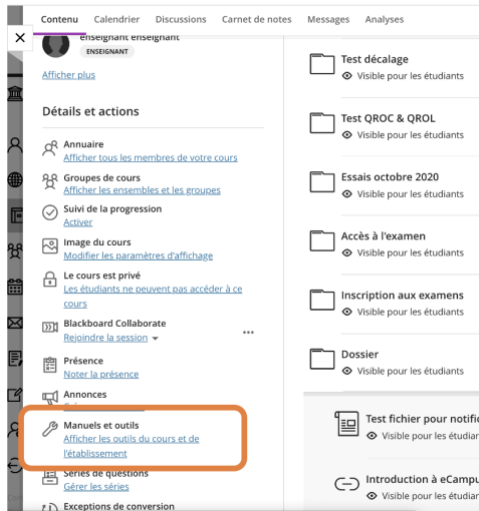 Contenu Calendrier Discussions Carnet de notes Messages Analyses
enseignant enseignant
ENSEIGNANT
Afficher plus
Détails et actions
Annuaire
Afficher tous les membres de votre cours
Groupes de cours
Afficher les ensembles et les groupes
Suivi de la progression
Activer
Image du cours
Modifier les paramètres d'affichage
Le cours est privé
Les étudiants ne peuvent pas accéder à ce
cours
Blackboard Collaborate
Rejoindre la session
Présence
Noter la présence
Annonces
Manuels et outils
Afficher les outils du cours et de
l'établissement
Séries de questions
Gérer les séries
Exceptions de conversion
Test décalage
Visible pour les étudiants
Test QROC & QROL
Visible pour les étudiants
Essais octobre 2020
Visible pour les étudiants
Accès à l'examen
Visible pour les étudiants
Inscription aux examens
Visible pour les étudiants
Dossier
Visible pour les étudiants
Test fichier pour notific
Visible pour les étudian
Introduction à eCampu
Visible pour les étudian